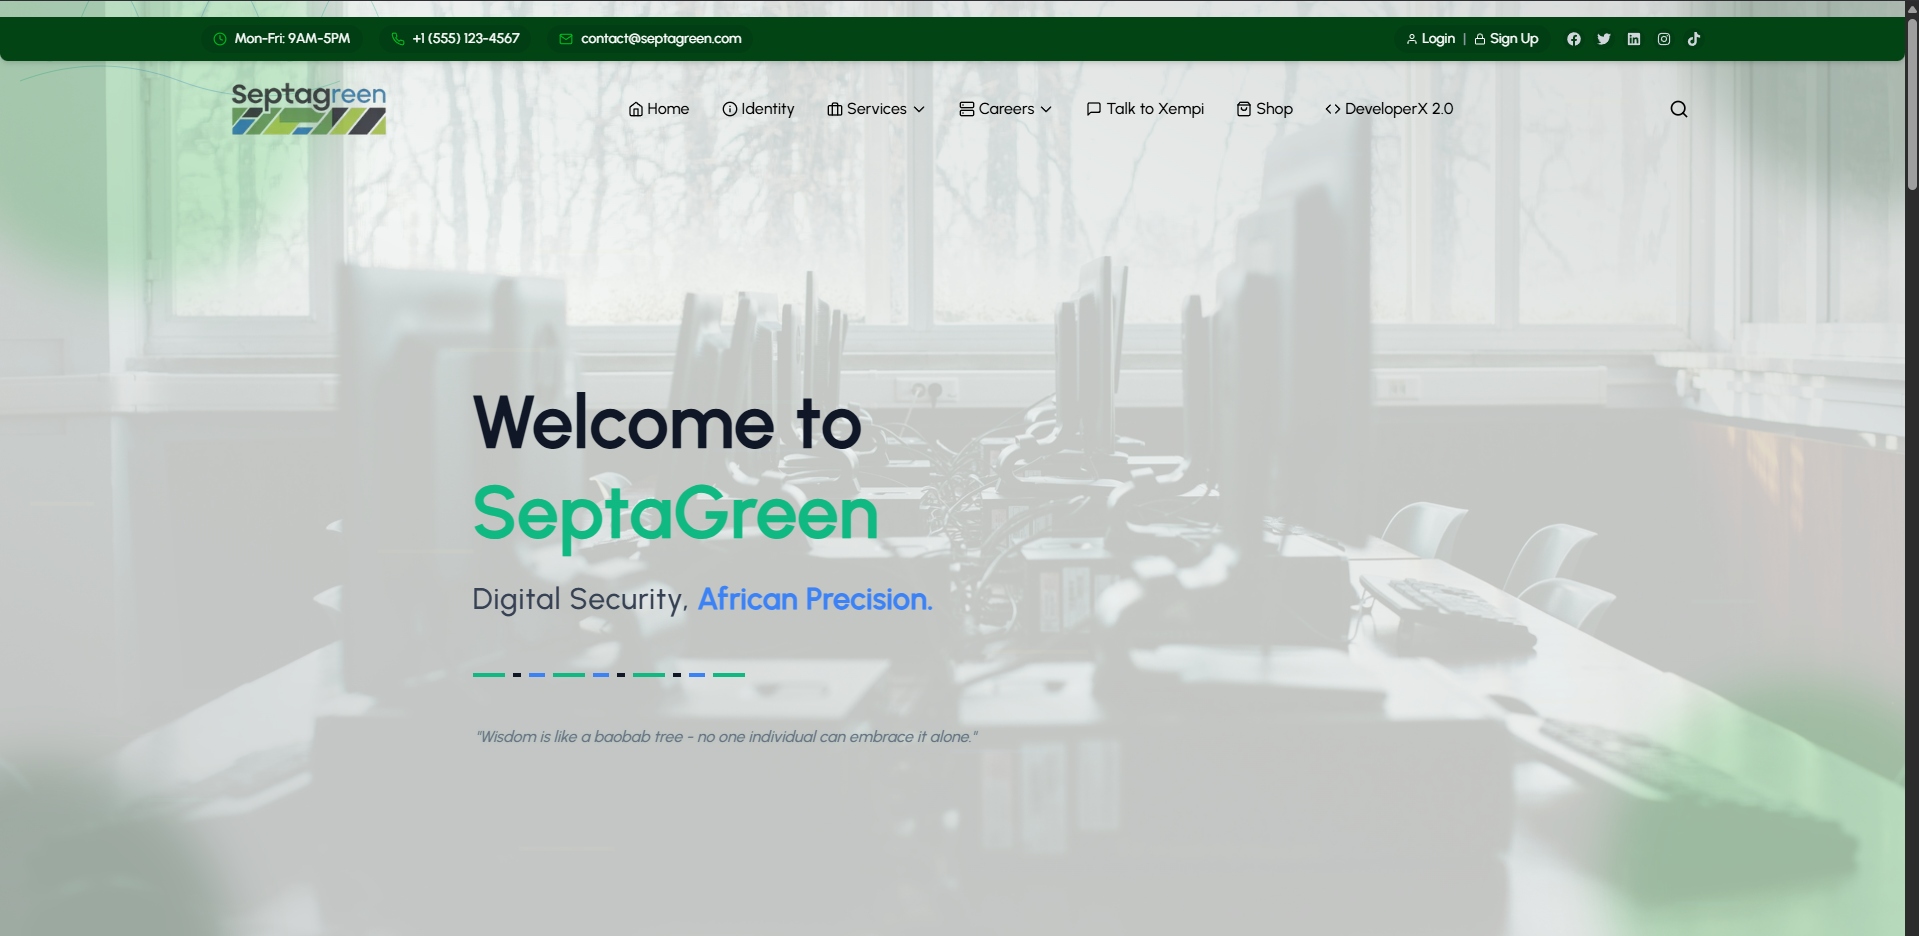 Mon-Fri: 9AM-5PM
+1 (555) 123-4567
contact@septagreen.com
Login | Sign Up
Septagreen
Home
Identity
Services
Careers
Talk to Xempi
Shop
DeveloperX 2.0
Welcome to
SeptaGreen
Digital Security, African Precision.
"Wisdom is like a baobab tree - no one individual can embrace it alone."